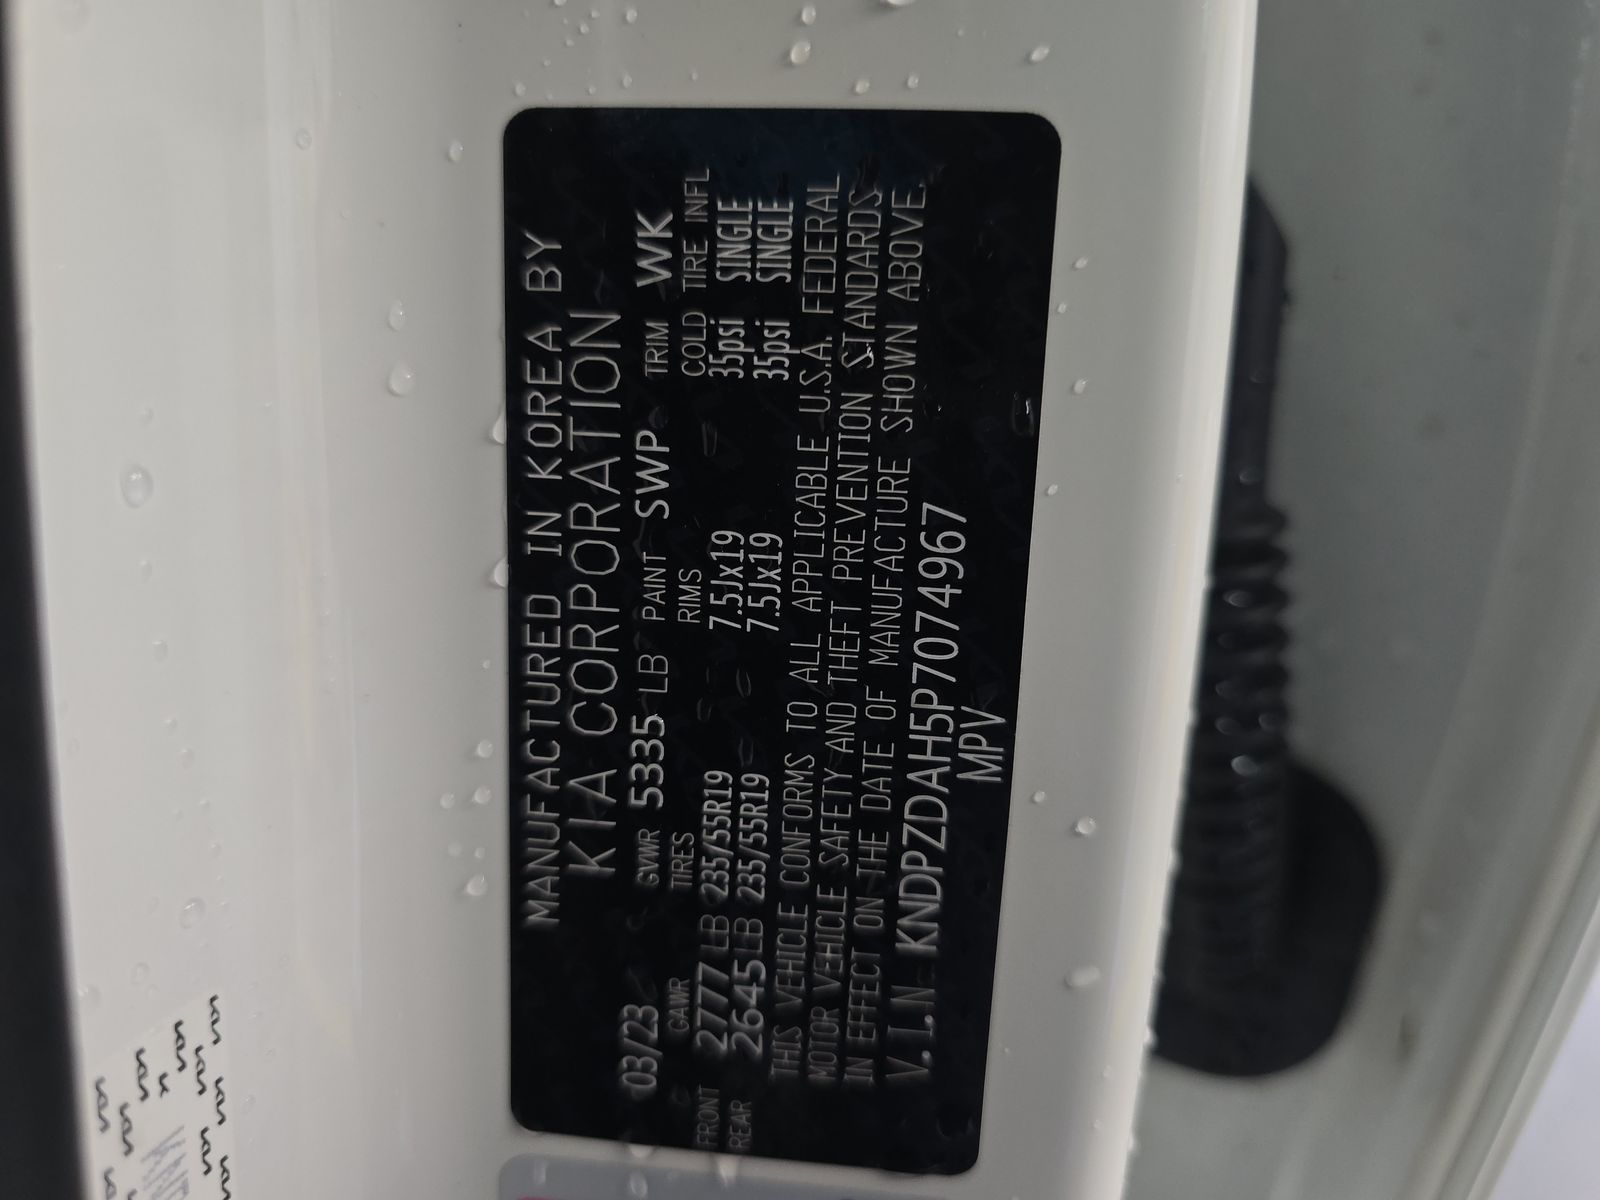 MANUFACTURED IN KOREA BY
KIA CORPORATION
03/23 GVWR 5335 LB PAINT SWP TRIM WK
GAWR TIRES RIMS COLD TIRE INFL
FRONT 2777 LB 235/55R19 7.5Jx19 35psi SINGLE
REAR 2645 LB 235/55R19 7.5Jx19 35psi SINGLE
THIS VEHICLE CONFORMS TO ALL APPLICABLE U.S.A. FEDERAL
MOTOR VEHICLE SAFETY AND THEFT PREVENTION STANDARDS
IN EFFECT ON THE DATE OF MANUFACTURE SHOWN ABOVE.
V.I.N. KNDPZDAH5P7074967
MPV